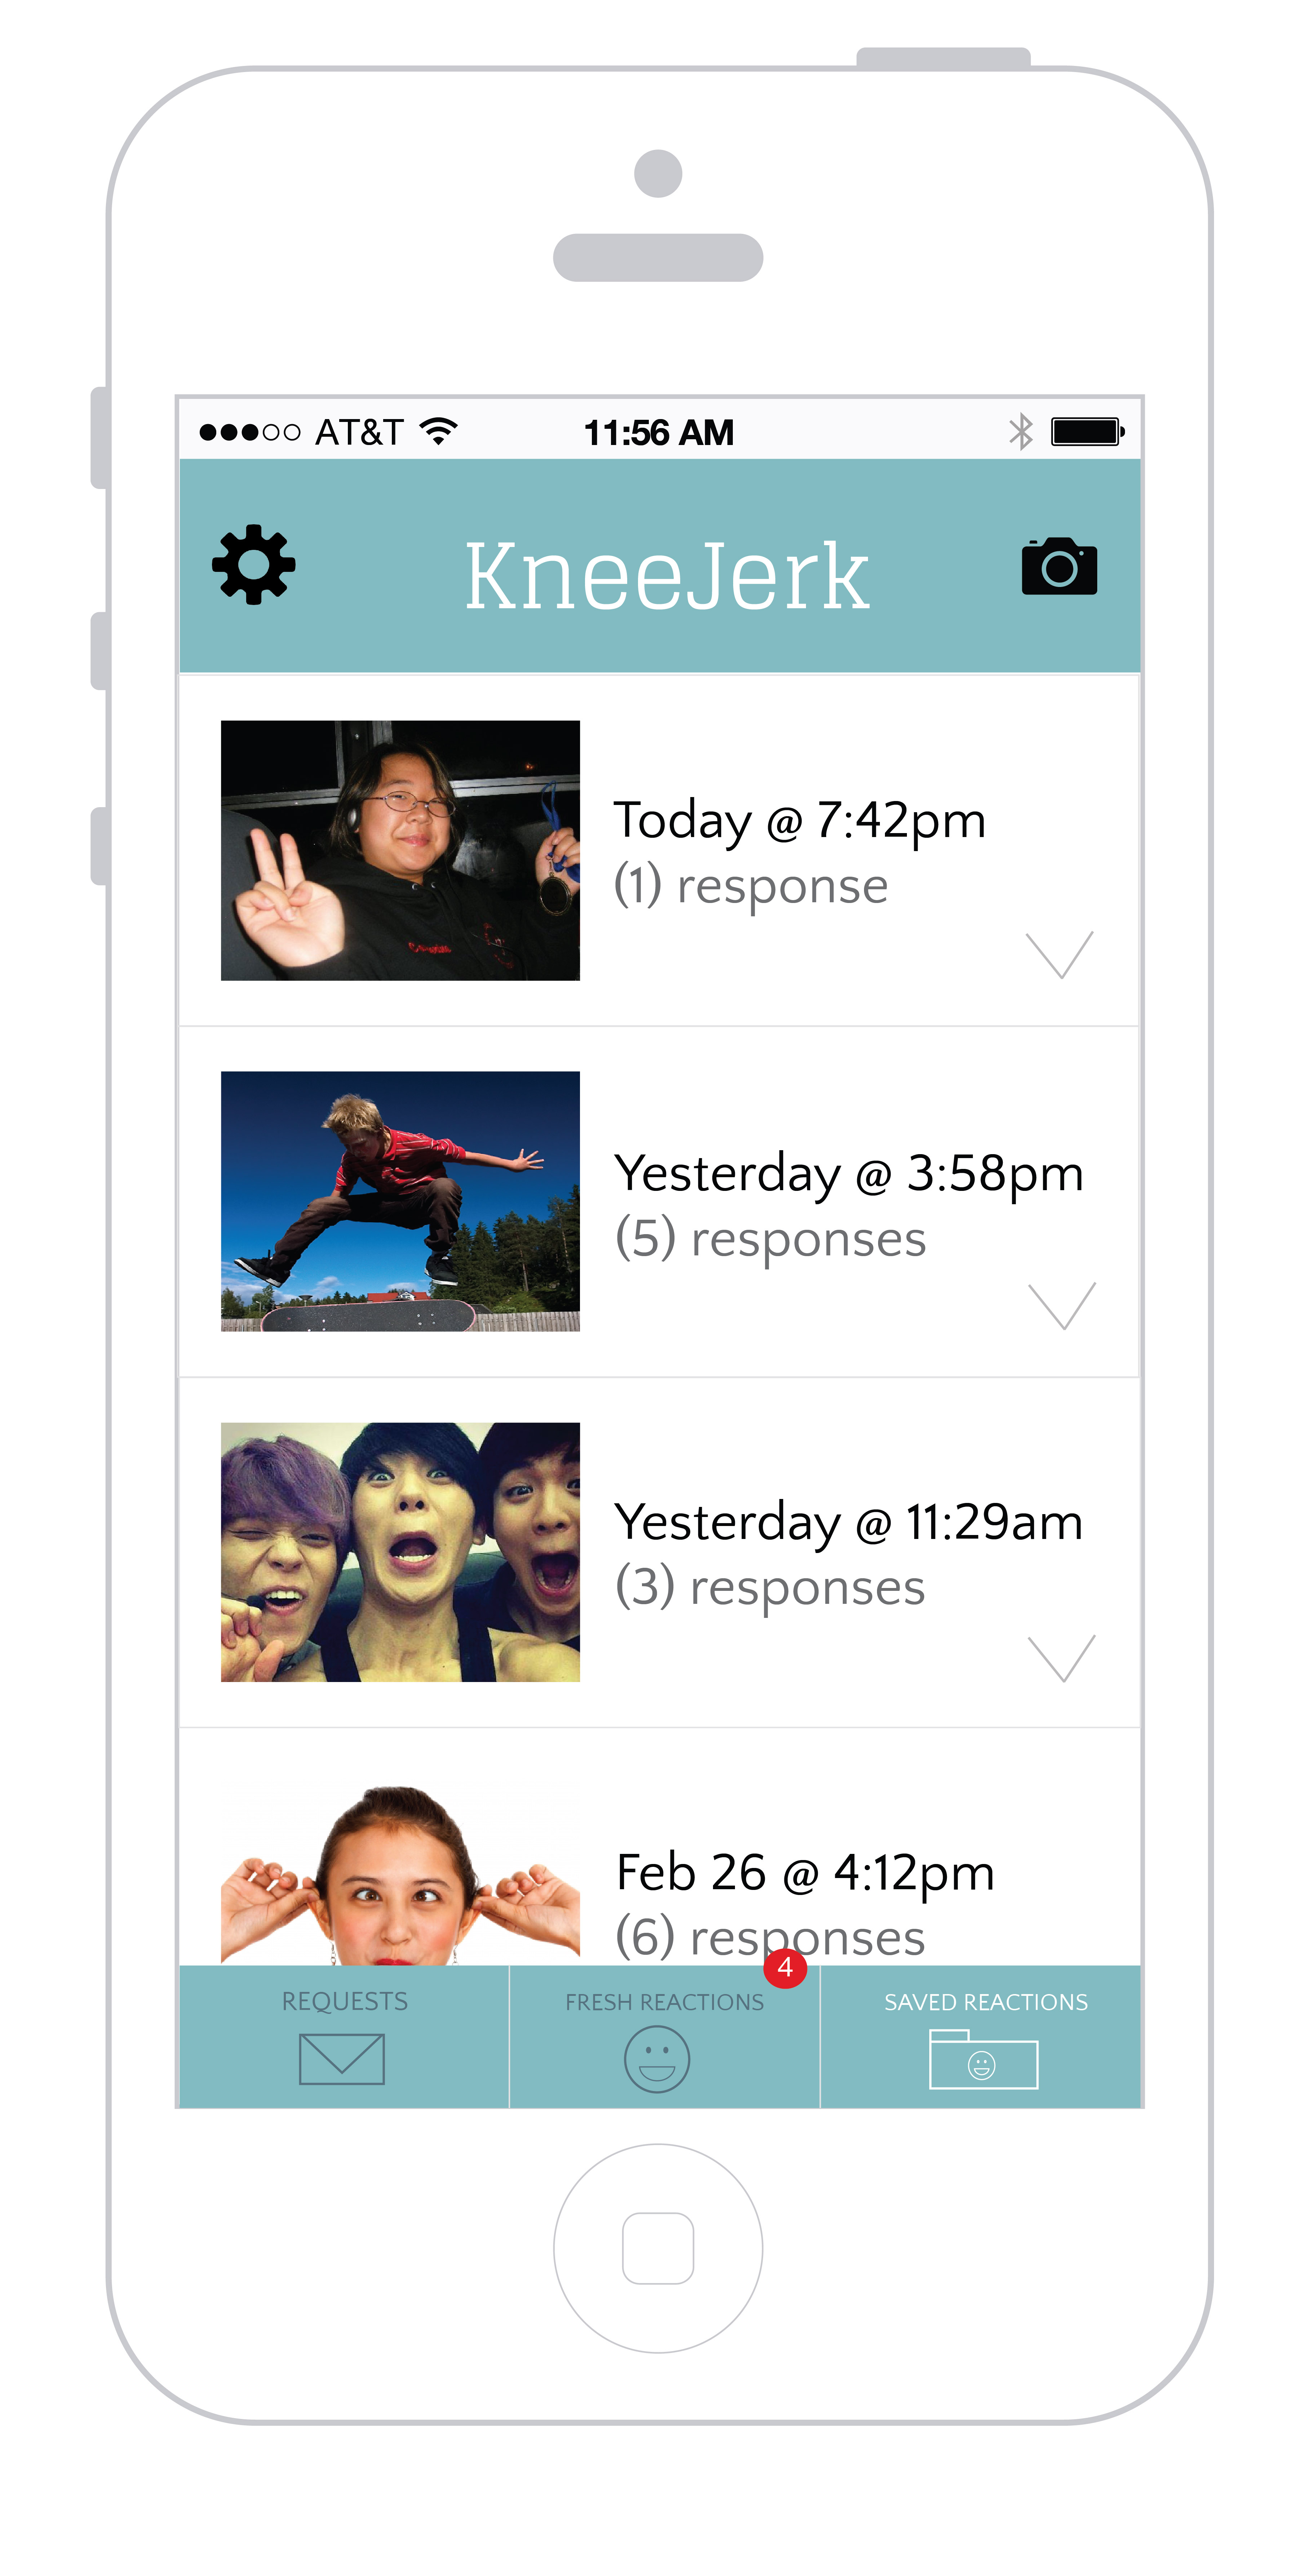 AT&T 11:56 AM
KneeJerk
Today @ 7:42pm
(1) response
Yesterday @ 3:58pm
(5) responses
Yesterday @ 11:29am
(3) responses
Feb 26 @ 4:12pm
(6) responses
4
REQUESTS FRESH REACTIONS SAVED REACTIONS